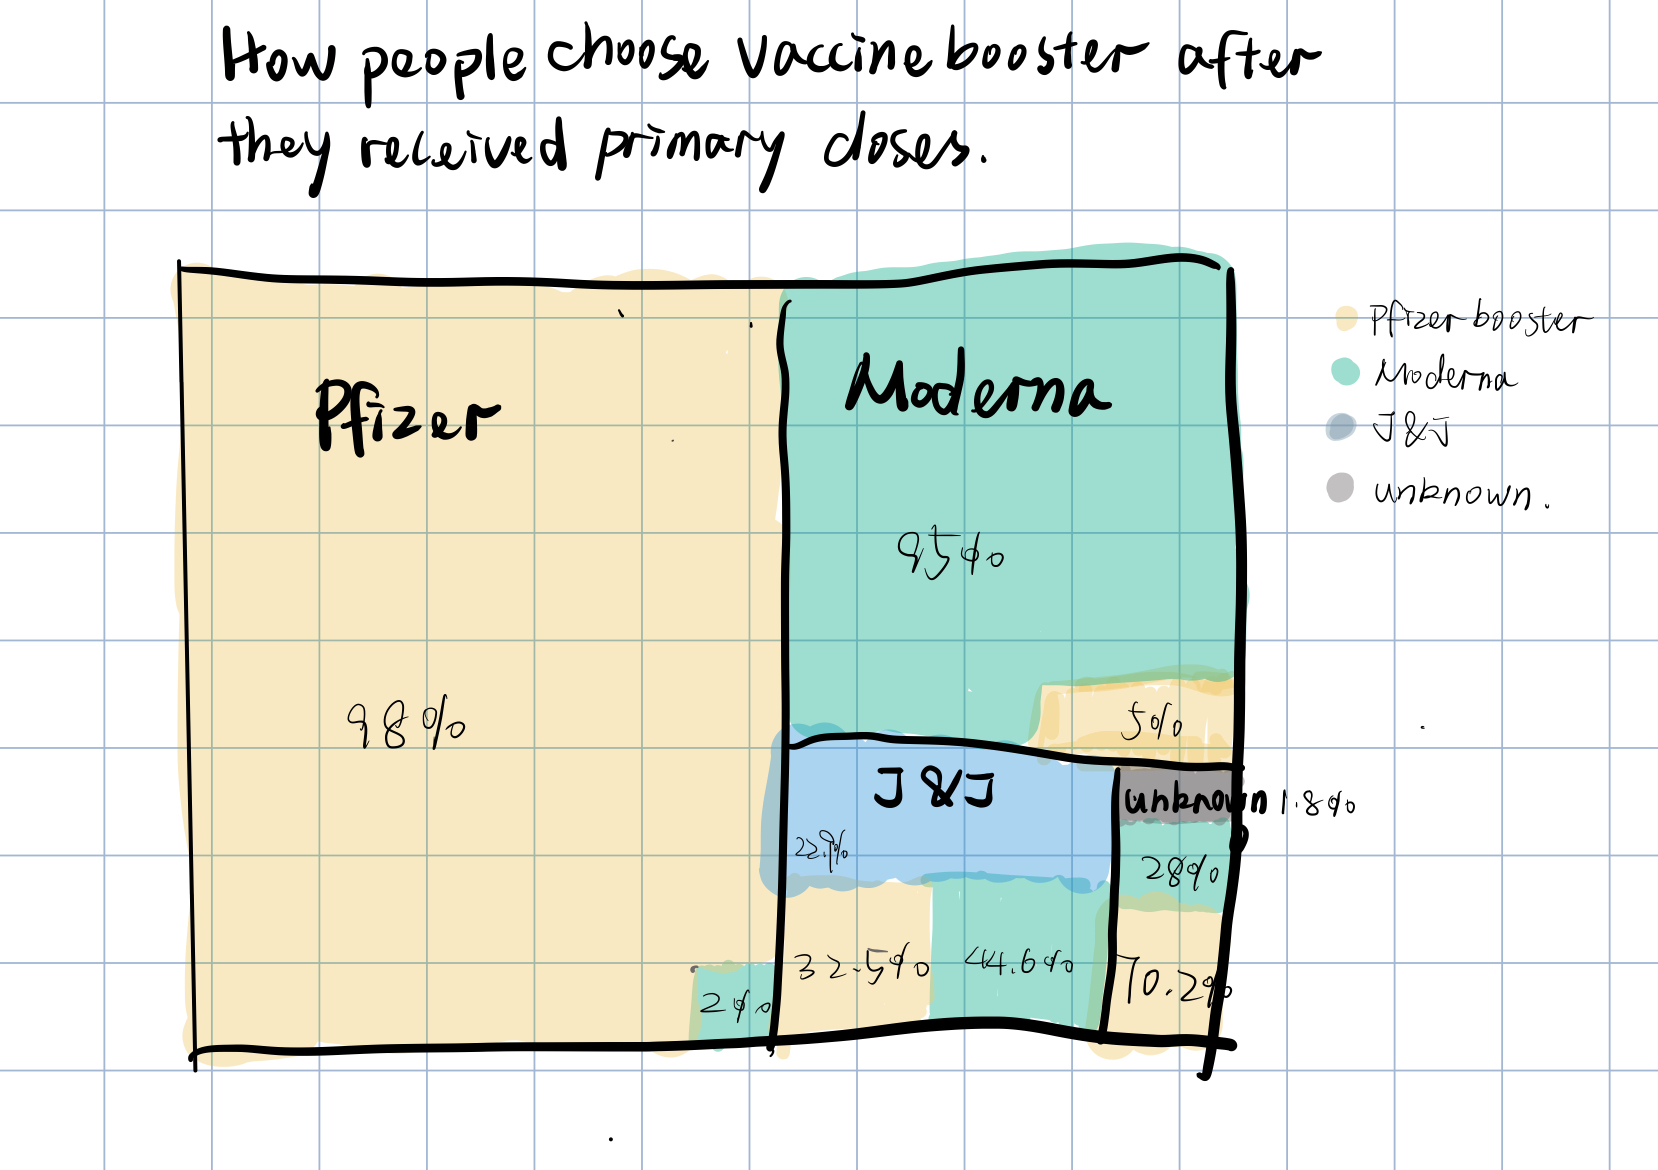 How people choose vaccine booster after
they received primary doses.
Pfizer booster
Moderna
J&J
unknown.
Pfizer
98%
2%
Moderna
95%
5%
J&J
22.9%
32.5%
44.6%
unknown 1.8%
28%
70.2%